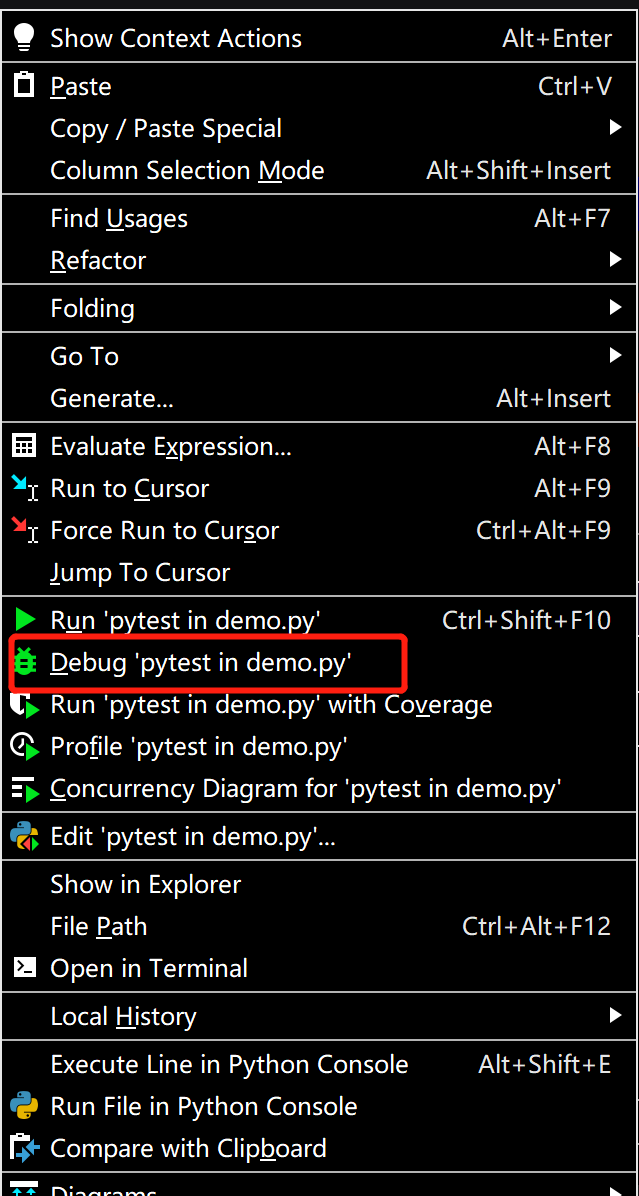 Show Context Actions Alt+Enter
Paste Ctrl+V
Copy / Paste Special
Column Selection Mode Alt+Shift+Insert
Find Usages Alt+F7
Refactor
Folding
Go To
Generate... Alt+Insert
Evaluate Expression... Alt+F8
Run to Cursor Alt+F9
Force Run to Cursor Ctrl+Alt+F9
Jump To Cursor
Run 'pytest in demo.py' Ctrl+Shift+F10
Debug 'pytest in demo.py'
Run 'pytest in demo.py' with Coverage
Profile 'pytest in demo.py'
Concurrency Diagram for 'pytest in demo.py'
Edit 'pytest in demo.py'...
Show in Explorer
File Path Ctrl+Alt+F12
Open in Terminal
Local History
Execute Line in Python Console Alt+Shift+E
Run File in Python Console
Compare with Clipboard
Diagrams